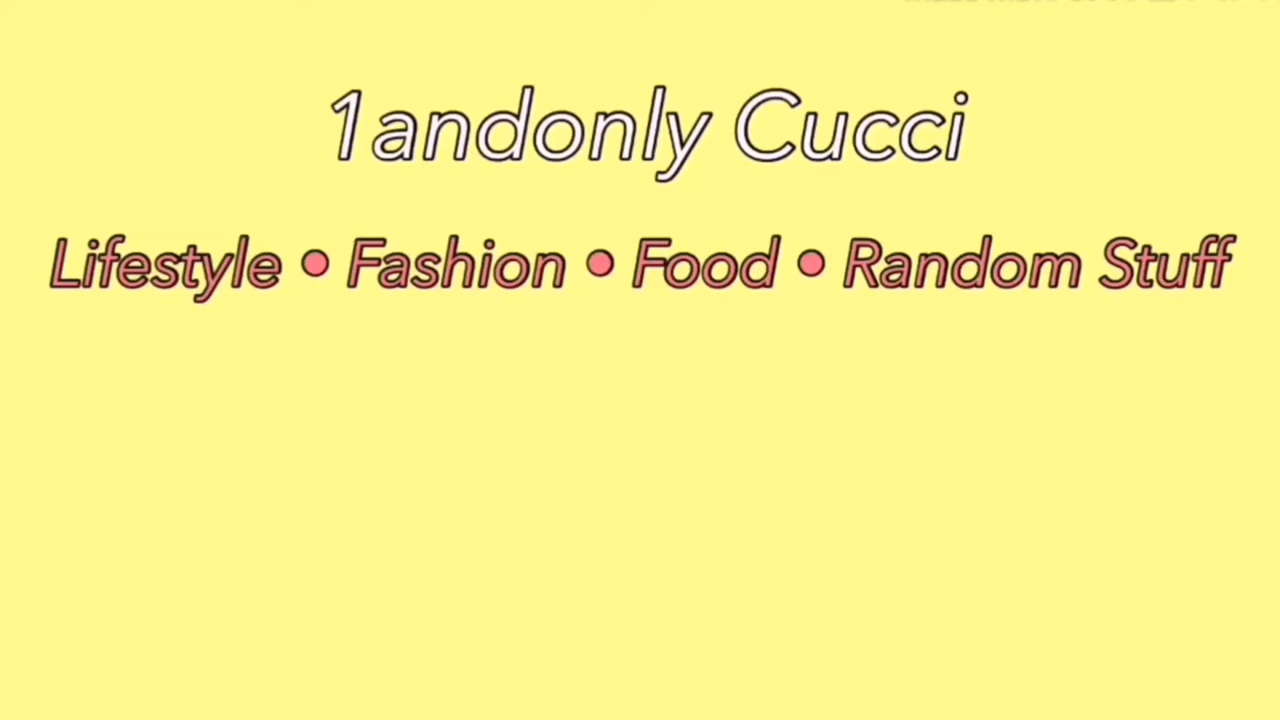 1andonly Cucci
Lifestyle • Fashion • Food • Random Stuff